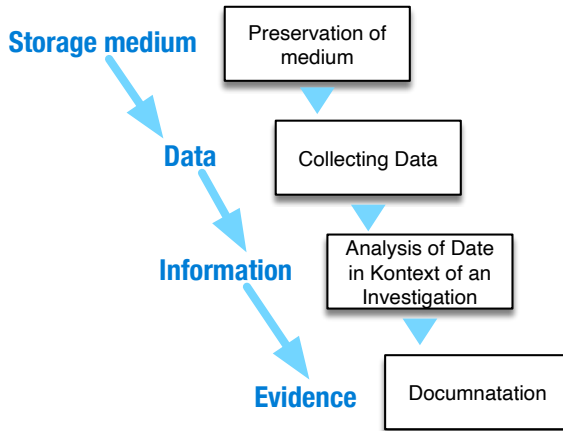 Storage medium
Preservation of
medium
Data
Collecting Data
Information
Analysis of Date
in Kontext of an
Investigation
Evidence
Documnatation